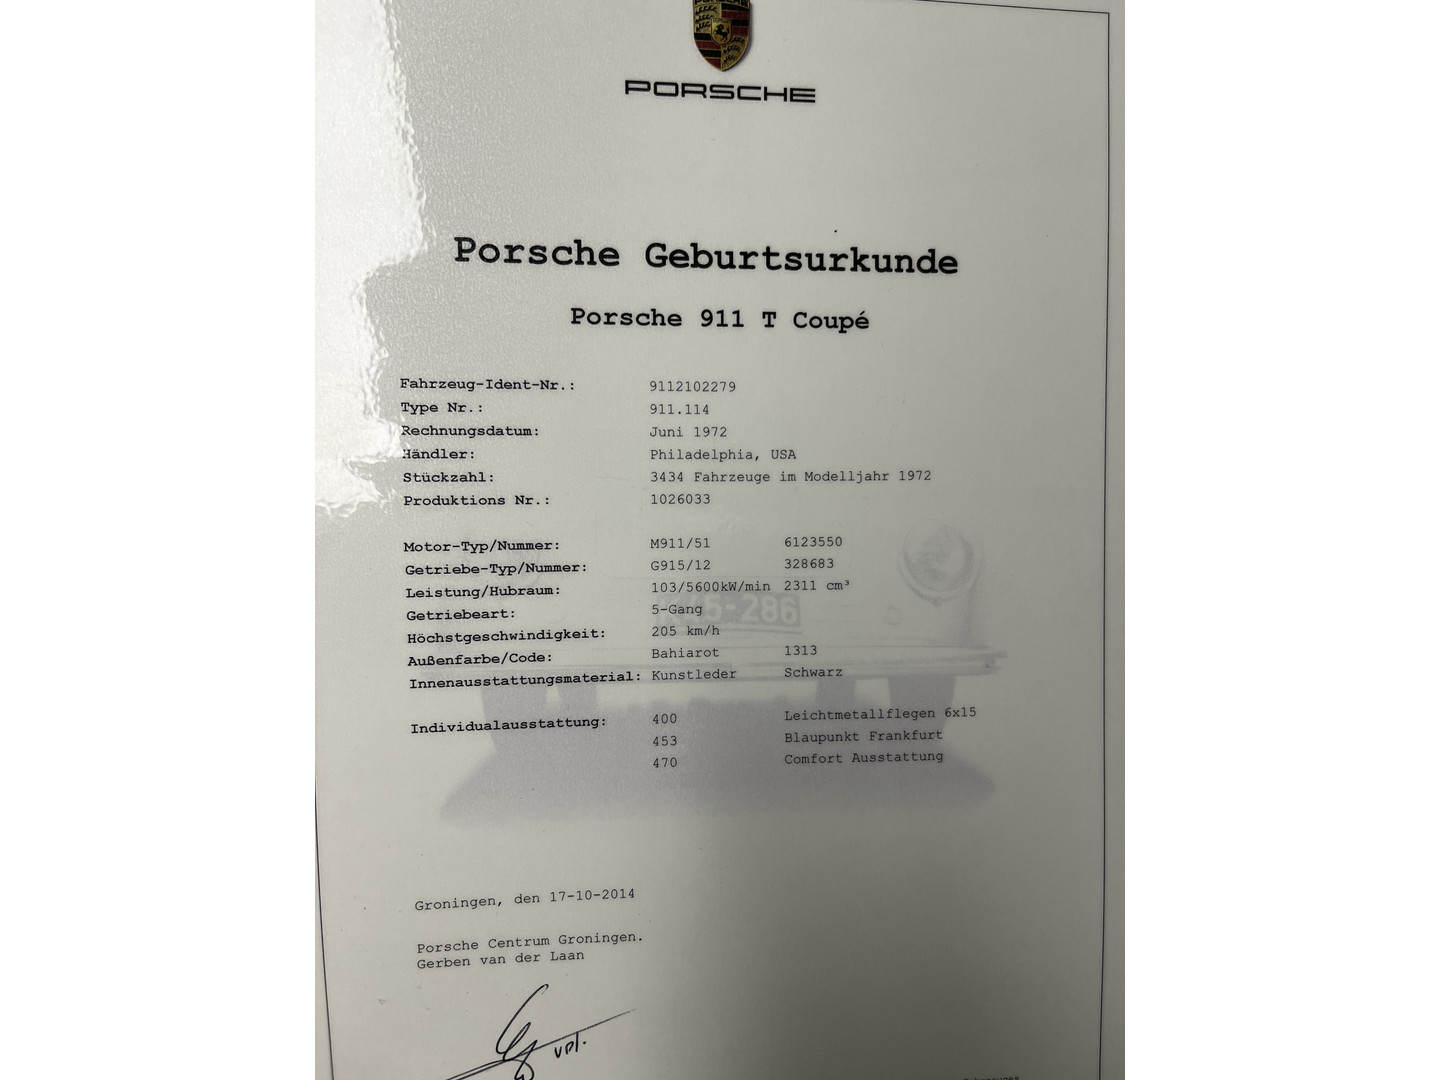 PORSCHE
PORSCHE
Porsche Geburtsurkunde
Porsche 911 T Coupé
Fahrzeug-Ident-Nr.: 9112102279
Type Nr.: 911.114
Rechnungsdatum: Juni 1972
Händler: Philadelphia, USA
Stückzahl: 3434 Fahrzeuge im Modelljahr 1972
Produktions Nr.: 1026033
Motor-Typ/Nummer: M911/51 6123550
Getriebe-Typ/Nummer: G915/12 328683
Leistung/Hubraum: 103/5600kW/min 2311 cm³
Getriebeart: 5-Gang
Höchstgeschwindigkeit: 205 km/h
Außenfarbe/Code: Bahiarot 1313
Innenausstattungsmaterial: Kunstleder Schwarz
Individualausstattung: 400 Leichtmetallflegen 6x15
453 Blaupunkt Frankfurt
470 Comfort Ausstattung
Groningen, den 17-10-2014
Porsche Centrum Groningen.
Gerben van der Laan